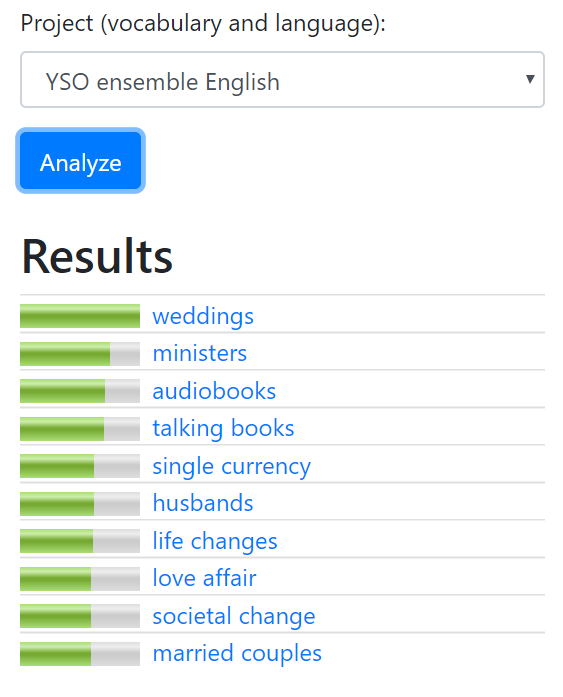 Project (vocabulary and language):
YSO ensemble English
Analyze
Results
weddings
ministers
audiobooks
talking books
single currency
husbands
life changes
love affair
societal change
married couples